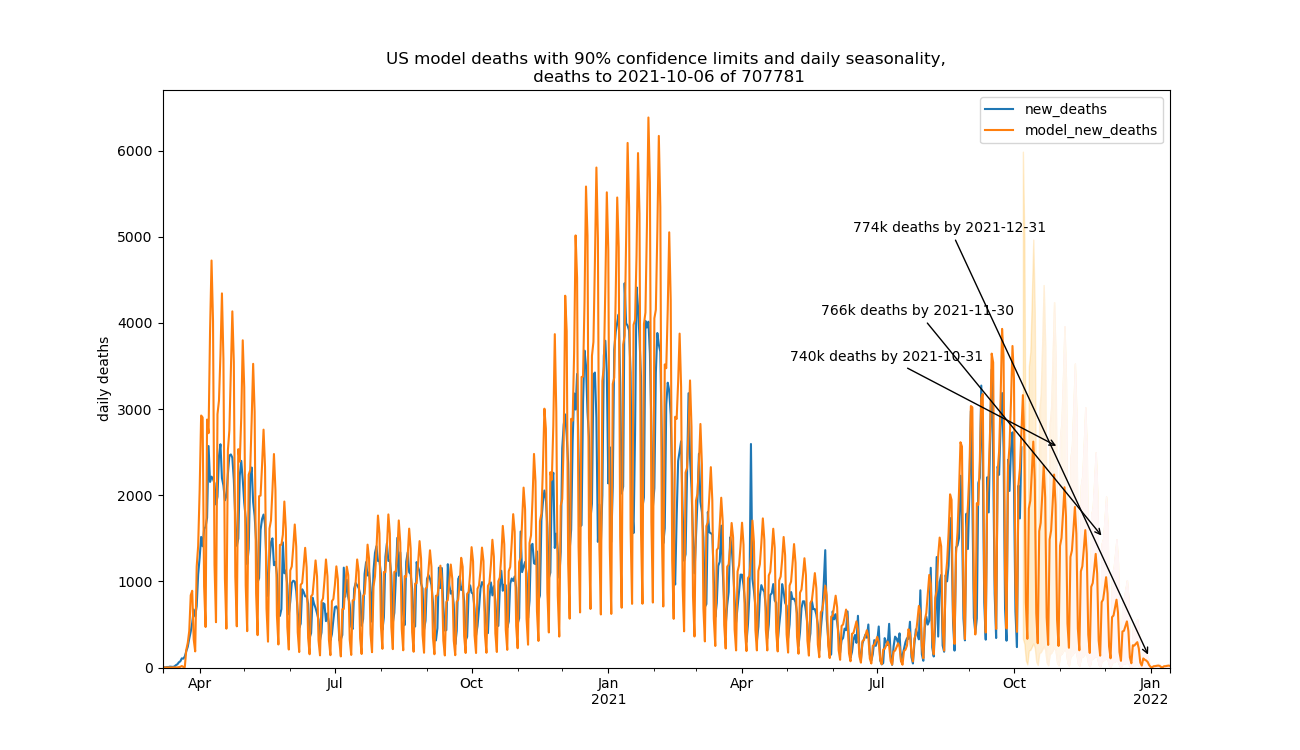 US model deaths with 90% confidence limits and daily seasonality,
deaths to 2021-10-06 of 707781
new_deaths
model_new_deaths
daily deaths
6000
5000
4000
3000
2000
1000
0
774k deaths by 2021-12-31
766k deaths by 2021-11-30
740k deaths by 2021-10-31
Apr
Jul
Oct
Jan
2021
Apr
Jul
Oct
Jan
2022